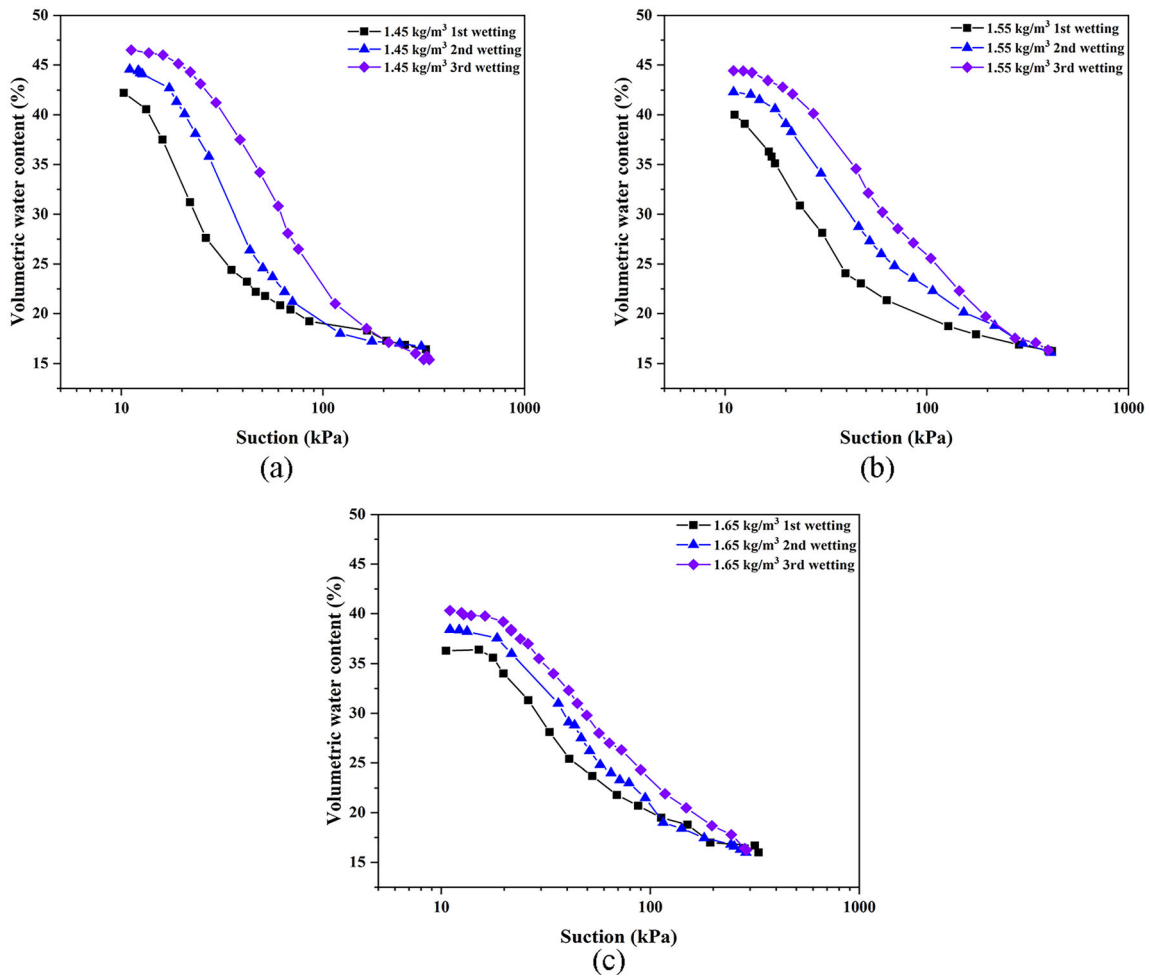 50
45
40
35
30
25
20
15
Volumetric water content (%)
1.45 kg/m³ 1st wetting
1.45 kg/m³ 2nd wetting
1.45 kg/m³ 3rd wetting
10
100
1000
Suction (kPa)
(a)
50
45
40
35
30
25
20
15
Volumetric water content (%)
1.55 kg/m³ 1st wetting
1.55 kg/m³ 2nd wetting
1.55 kg/m³ 3rd wetting
10
100
1000
Suction (kPa)
(b)
50
45
40
35
30
25
20
15
Volumetric water content (%)
1.65 kg/m³ 1st wetting
1.65 kg/m³ 2nd wetting
1.65 kg/m³ 3rd wetting
10
100
1000
Suction (kPa)
(c)